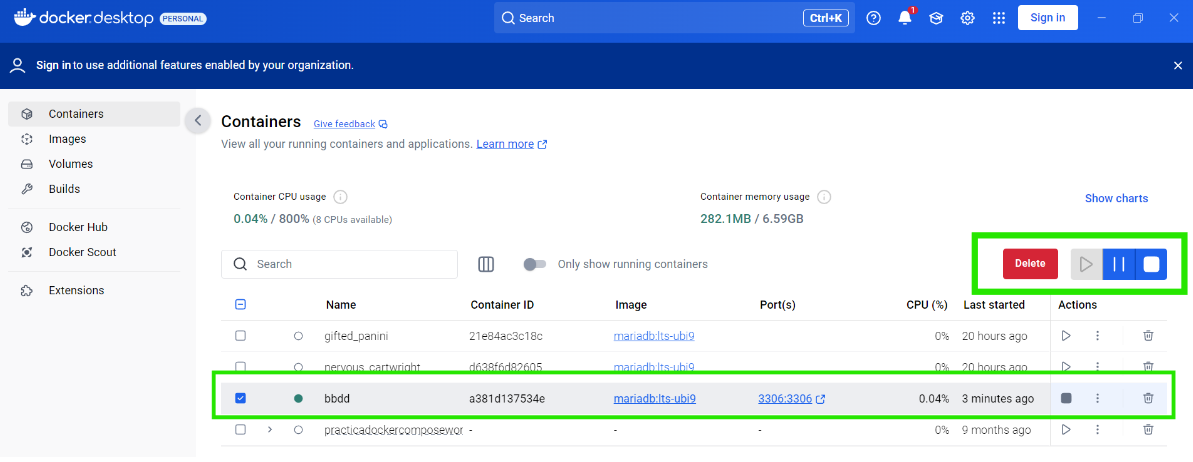 docker.desktop PERSONAL Search Ctrl+K 1 Sign in
Sign in to use additional features enabled by your organization.
Containers
Images
Volumes
Builds
Docker Hub
Docker Scout
Extensions
Containers Give feedback
View all your running containers and applications. Learn more
Container CPU usage
0.04% / 800% (8 CPUs available)
Container memory usage
282.1MB / 6.59GB
Show charts
Search Only show running containers Delete
Name Container ID Image Port(s) CPU (%) Last started Actions
gifted_panini 21e84ac3c18c mariadb:lts-ubi9 0% 20 hours ago
nervous_cartwright d638f6d82605 mariadb:lts-ubi9 0% 20 hours ago
bbdd a381d137534e mariadb:lts-ubi9 3306:3306 0.04% 3 minutes ago
practicadockercomposewor - - - 0% 9 months ago